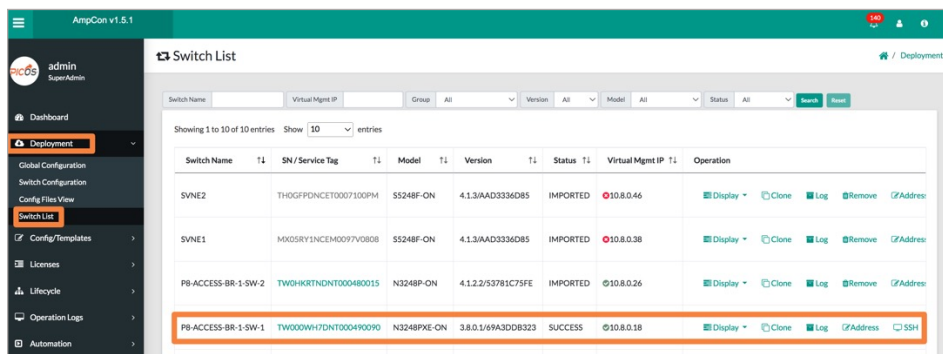 AmpCon v1.5.1
140
PICOS
admin
SuperAdmin
Dashboard
Deployment
Global Configuration
Switch Configuration
Config Files View
Switch List
Config/Templates
Licenses
Lifecycle
Operation Logs
Automation
Switch List
/ Deployment
Switch Name Virtual Mgmt IP Group All Version All Model All Status All Search Reset
Showing 1 to 10 of 10 entries Show 10 entries
Switch Name SN / Service Tag Model Version Status Virtual Mgmt IP Operation
SVNE2 TH0GFPDNCET0007100PM S5248F-ON 4.1.3/AAD3336D85 IMPORTED 10.8.0.46 Display Clone Log Remove Addres
SVNE1 MX05RY1NCEM0097V0808 S5248F-ON 4.1.3/AAD3336D85 IMPORTED 10.8.0.38 Display Clone Log Remove Addres
P8-ACCESS-BR-1-SW-2 TW0HKRTNDNT000480015 N3248P-ON 4.1.2.2/53781C75FE IMPORTED 10.8.0.26 Display Clone Log Remove Addres
P8-ACCESS-BR-1-SW-1 TW000WH7DNT000490090 N3248PXE-ON 3.8.0.1/69A3DDB323 SUCCESS 10.8.0.18 Display Clone Log Address SSH